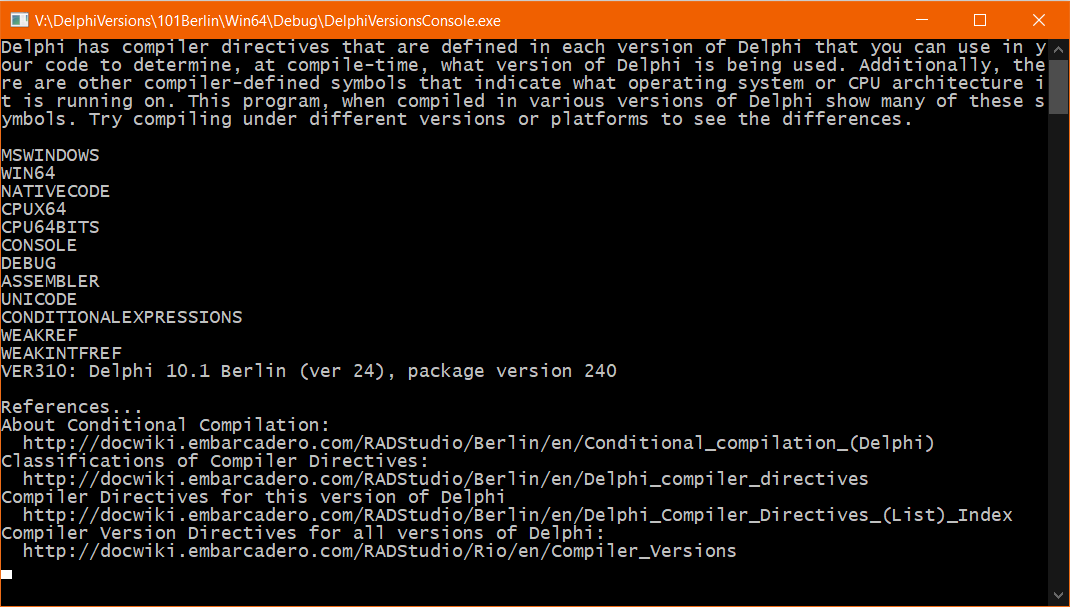 V:\DelphiVersions\101Berlin\Win64\Debug\DelphiVersionsConsole.exe
Delphi has compiler directives that are defined in each version of Delphi that you can use in y
our code to determine, at compile-time, what version of Delphi is being used. Additionally, the
re are other compiler-defined symbols that indicate what operating system or CPU architecture i
t is running on. This program, when compiled in various versions of Delphi show many of these s
ymbols. Try compiling under different versions or platforms to see the differences.
MSWINDOWS
WIN64
NATIVECODE
CPUX64
CPU64BITS
CONSOLE
DEBUG
ASSEMBLER
UNICODE
CONDITIONALEXPRESSIONS
WEAKREF
WEAKINTFREF
VER310: Delphi 10.1 Berlin (ver 24), package version 240
References...
About Conditional Compilation:
http://docwiki.embarcadero.com/RADStudio/Berlin/en/Conditional_compilation_(Delphi)
Classifications of Compiler Directives:
http://docwiki.embarcadero.com/RADStudio/Berlin/en/Delphi_compiler_directives
Compiler Directives for this version of Delphi
http://docwiki.embarcadero.com/RADStudio/Berlin/en/Delphi_Compiler_Directives_(List)_Index
Compiler Version Directives for all versions of Delphi:
http://docwiki.embarcadero.com/RADStudio/Rio/en/Compiler_Versions